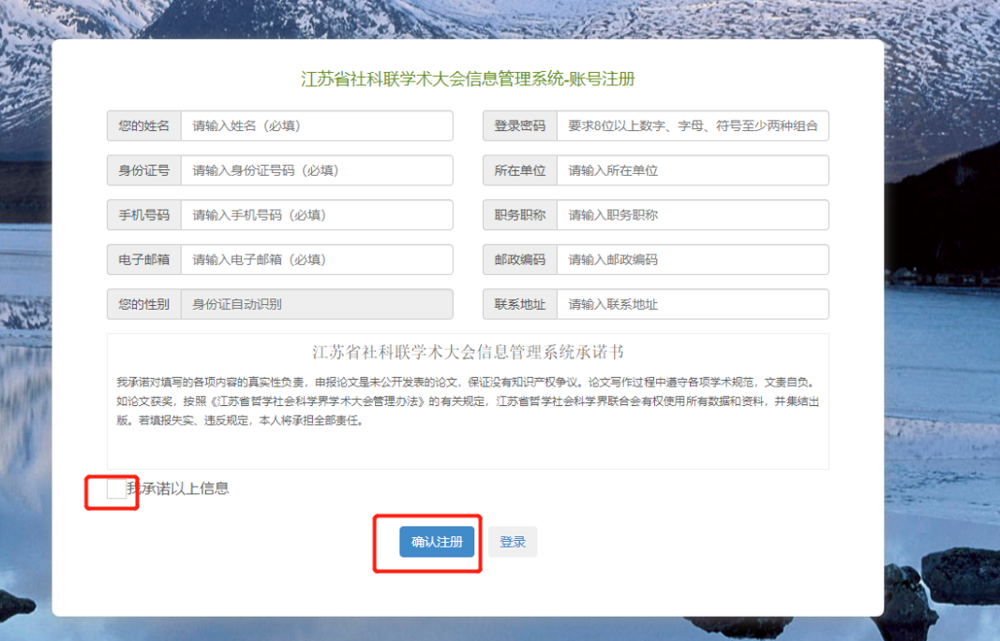 江苏省社科联学术大会信息管理系统-账号注册
您的姓名 请输入姓名（必填） 登录密码 要求8位以上数字、字母、符号至少两种组合
身份证号 请输入身份证号码（必填） 所在单位 请输入所在单位
手机号码 请输入手机号码（必填） 职务职称 请输入职务职称
电子邮箱 请输入电子邮箱（必填） 邮政编码 请输入邮政编码
您的性别 身份证自动识别 联系地址 请输入联系地址
江苏省社科联学术大会信息管理系统承诺书
我承诺对填写的各项内容的真实性负责，申报论文是未公开发表的论文，保证没有知识产权争议。论文写作过程中遵守各项学术规范，文责自负。
如论文获奖，按照《江苏省哲学社会科学界学术大会管理办法》的有关规定，江苏省哲学社会科学界联合会有权使用所有数据和资料，并集结出
版。若填报失实、违反规定，本人将承担全部责任。
我承诺以上信息
确认注册 登录